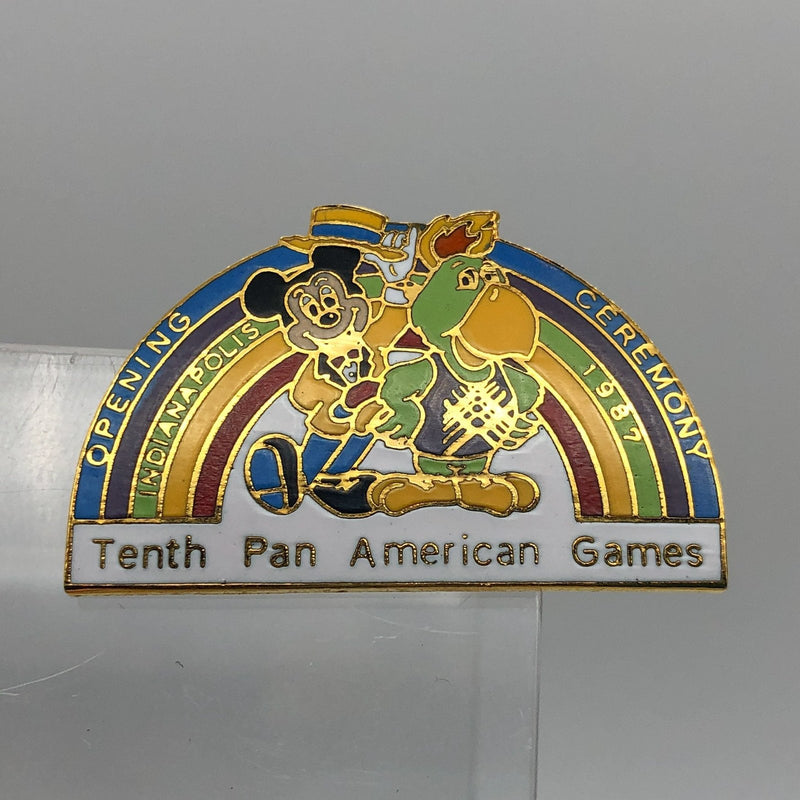 OPENING CEREMONY
INDIANAPOLIS 1987
Tenth Pan American Games